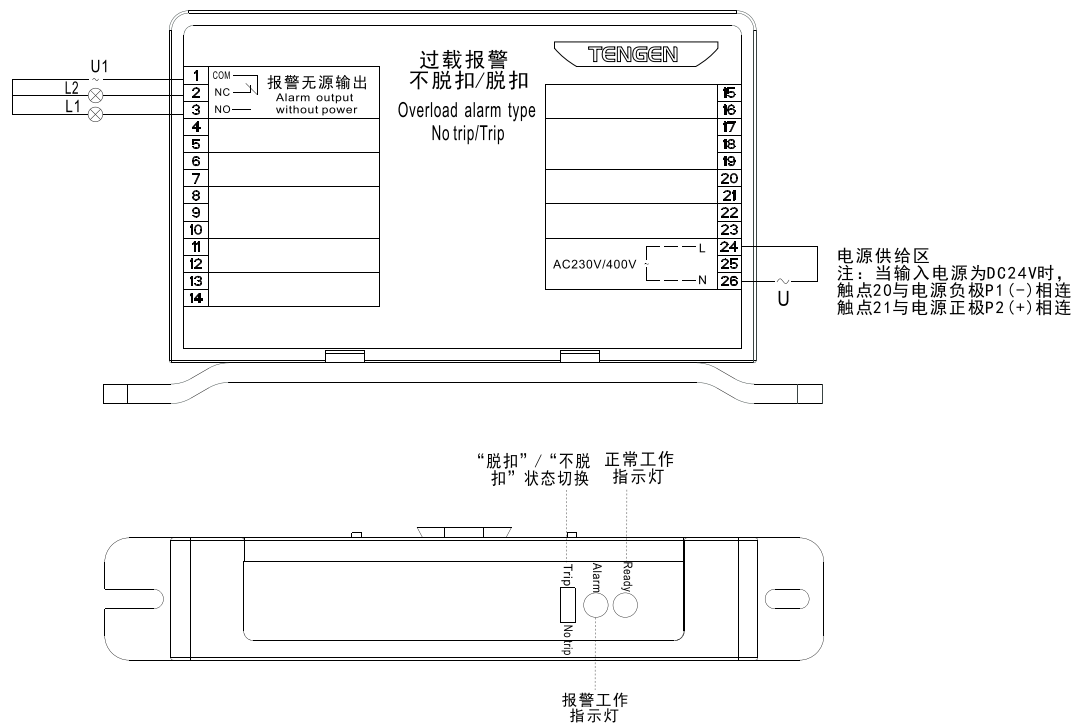 U1
L2
L1
1
2
3
4
5
6
7
8
9
10
11
12
13
14
COM
NC
NO
报警无源输出
Alarm output
without power
过载报警
不脱扣/脱扣
Overload alarm type
No trip/Trip
TENGEN
15
16
17
18
19
20
21
22
23
24
25
26
AC230V/400V
~
L
N
~
U
电源供给区
注：当输入电源为DC24V时，
触点20与电源负极P1(-)相连
触点21与电源正极P2(+)相连
“脱扣”/“不脱
扣”状态切换
正常工作
指示灯
Trip
No trip
Alarm
Ready
报警工作
指示灯